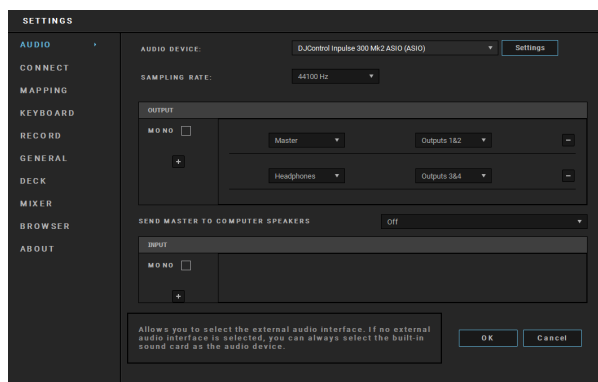 SETTINGS
AUDIO
CONNECT
MAPPING
KEYBOARD
RECORD
GENERAL
DECK
MIXER
BROWSER
ABOUT
AUDIO DEVICE:
DJControl Inpulse 300 Mk2 ASIO (ASIO)
Settings
SAMPLING RATE:
44100 Hz
OUTPUT
MONO
+
Master
Outputs 1&2
−
Headphones
Outputs 3&4
−
SEND MASTER TO COMPUTER SPEAKERS
Off
INPUT
MONO
+
Allows you to select the external audio interface. If no external
audio interface is selected, you can always select the built-in
sound card as the audio device.
OK
Cancel